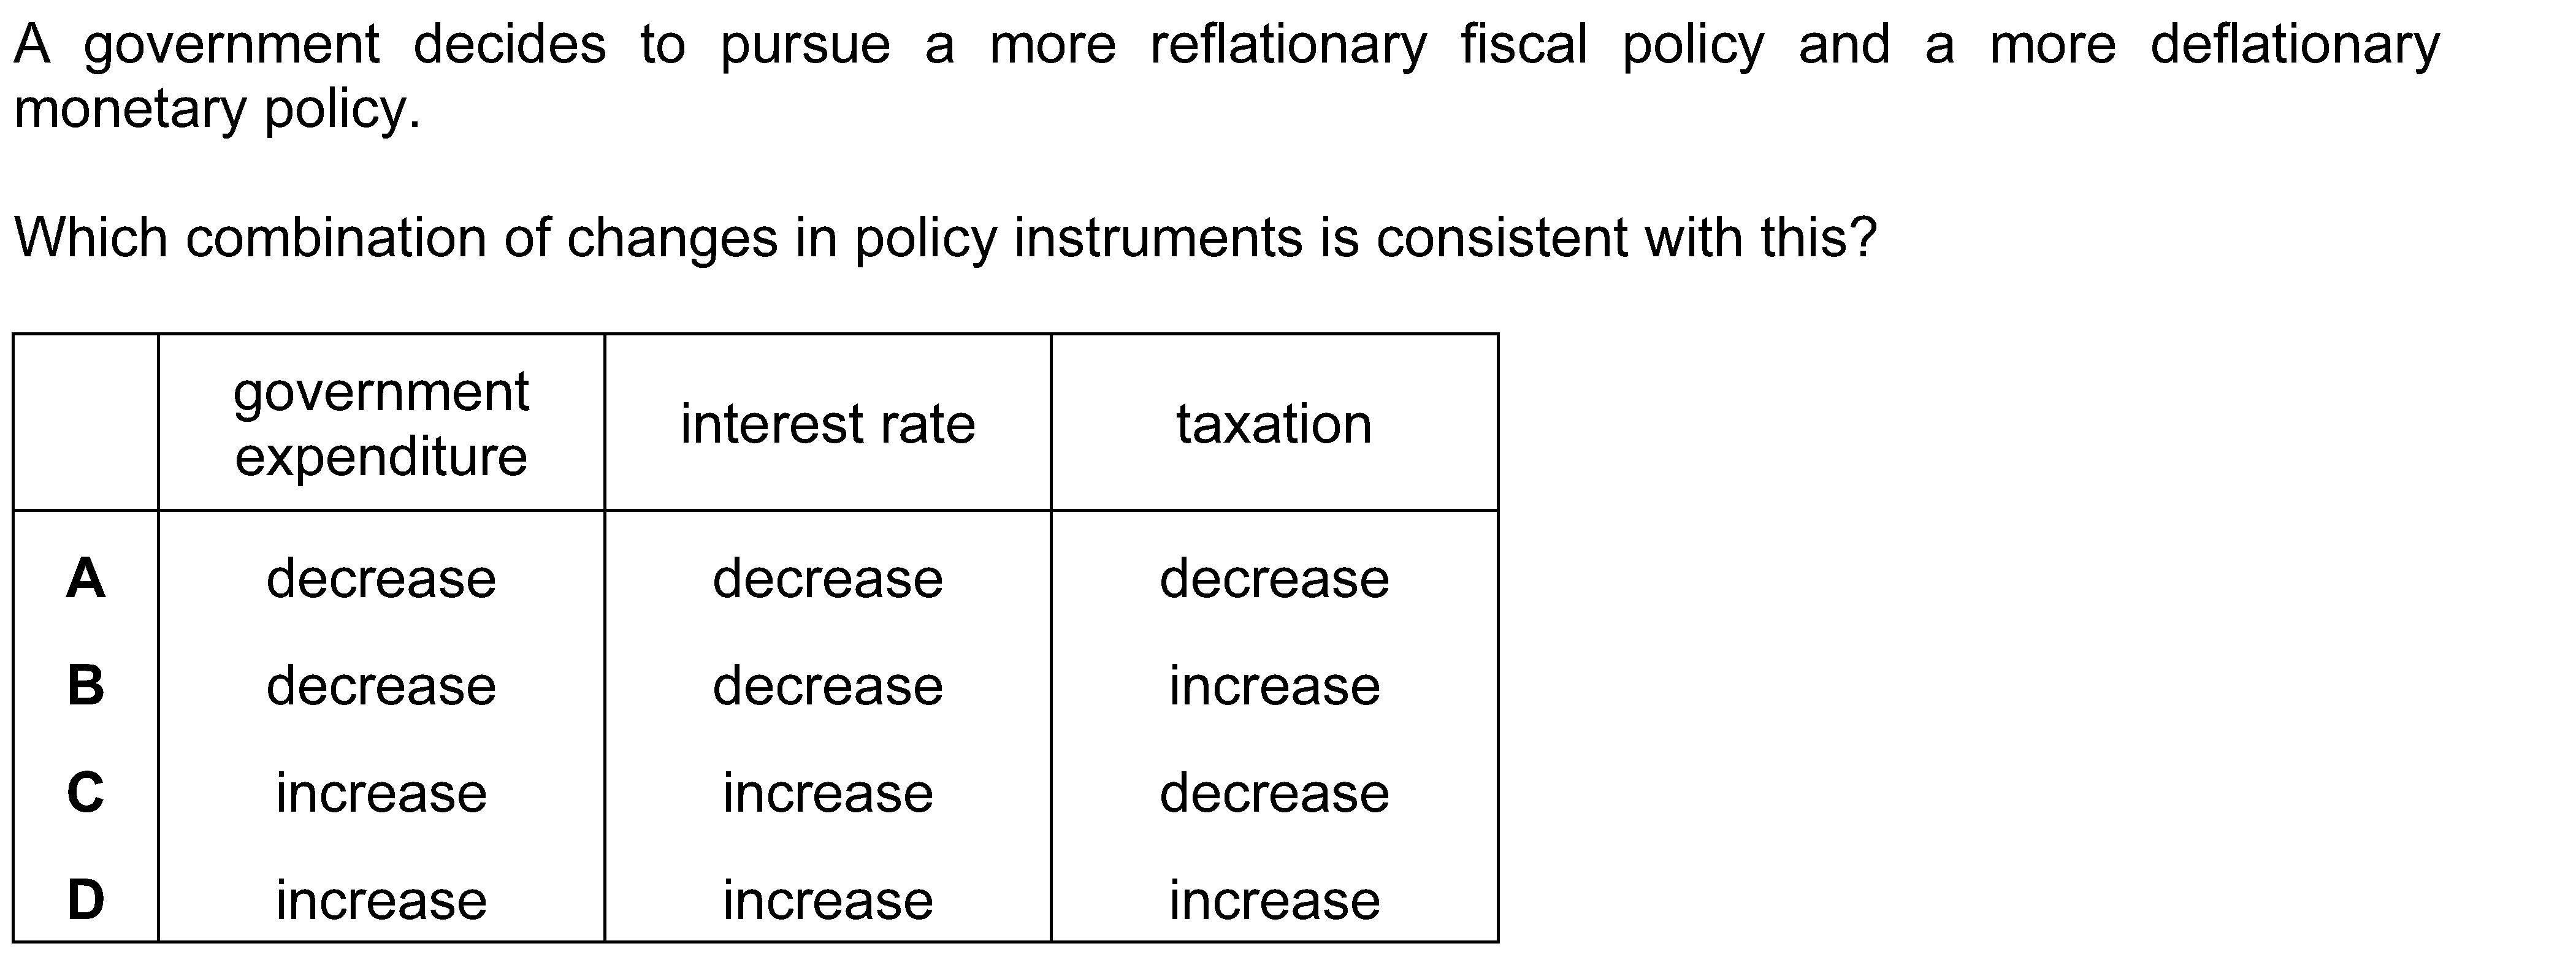 A government decides to pursue a more reflationary fiscal policy and a more deflationary
monetary policy.
Which combination of changes in policy instruments is consistent with this?
government expenditure interest rate taxation
A decrease decrease decrease
B decrease decrease increase
C increase increase decrease
D increase increase increase